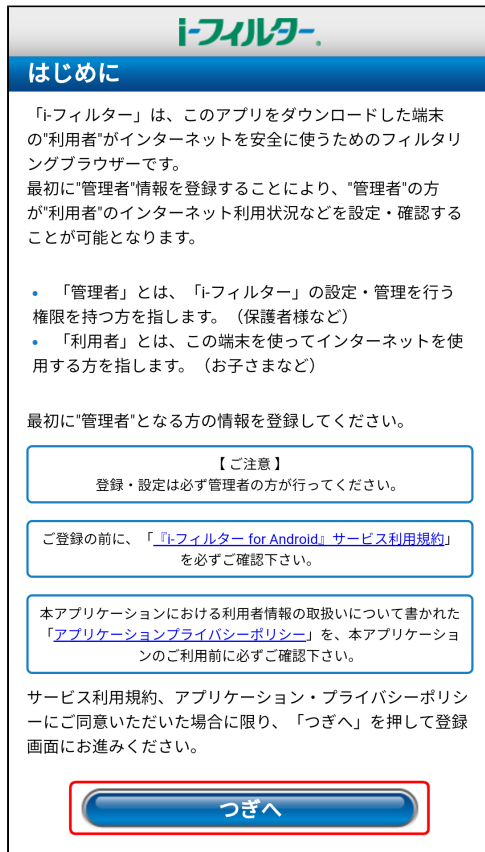 i-フィルター.
はじめに
「i-フィルター」は、このアプリをダウンロードした端末
の"利用者"がインターネットを安全に使うためのフィルタリ
ングブラウザーです。
最初に"管理者"情報を登録することにより、"管理者"の方
が"利用者"のインターネット利用状況などを設定・確認する
ことが可能となります。
• 「管理者」とは、「i-フィルター」の設定・管理を行う
権限を持つ方を指します。（保護者様など）
• 「利用者」とは、この端末を使ってインターネットを使
用する方を指します。（お子さまなど）
最初に"管理者"となる方の情報を登録してください。
【 ご注意 】
登録・設定は必ず管理者の方が行ってください。
ご登録の前に、「『i-フィルター for Android』サービス利用規約」
を必ずご確認下さい。
本アプリケーションにおける利用者情報の取扱いについて書かれた
「アプリケーションプライバシーポリシー」を、本アプリケーショ
ンのご利用前に必ずご確認下さい。
サービス利用規約、アプリケーション・プライバシーポリシ
ーにご同意いただいた場合に限り、「つぎへ」を押して登録
画面にお進みください。
つぎへ